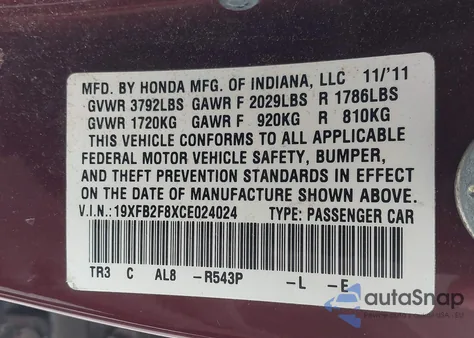 MFD. BY HONDA MFG. OF INDIANA, LLC 11/'11
GVWR 3792LBS GAWR F 2029LBS R 1786LBS
GVWR 1720KG GAWR F 920KG R 810KG
THIS VEHICLE CONFORMS TO ALL APPLICABLE
FEDERAL MOTOR VEHICLE SAFETY, BUMPER,
AND THEFT PREVENTION STANDARDS IN EFFECT
ON THE DATE OF MANUFACTURE SHOWN ABOVE.
V.I.N.:19XFB2F8XCE024024 TYPE: PASSENGER CAR
TR3 C AL8 -R543P -L -E
autoSnap